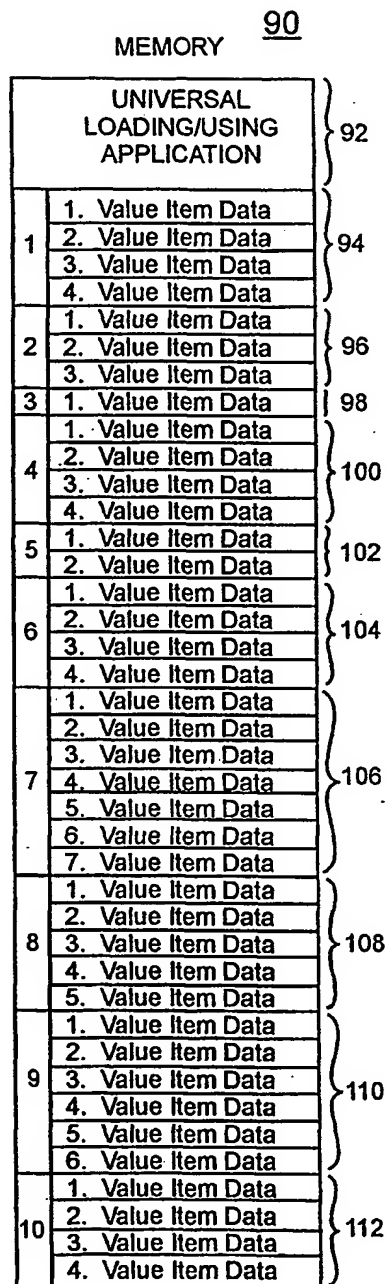 90
MEMORY
UNIVERSAL
LOADING/USING
APPLICATION
92
1
1. Value Item Data
2. Value Item Data
3. Value Item Data
4. Value Item Data
94
2
1. Value Item Data
2. Value Item Data
3. Value Item Data
96
3
1. Value Item Data
98
4
1. Value Item Data
2. Value Item Data
3. Value Item Data
4. Value Item Data
100
5
1. Value Item Data
2. Value Item Data
102
6
1. Value Item Data
2. Value Item Data
3. Value Item Data
4. Value Item Data
104
7
1. Value Item Data
2. Value Item Data
3. Value Item Data
4. Value Item Data
5. Value Item Data
6. Value Item Data
7. Value Item Data
106
8
1. Value Item Data
2. Value Item Data
3. Value Item Data
4. Value Item Data
5. Value Item Data
108
9
1. Value Item Data
2. Value Item Data
3. Value Item Data
4. Value Item Data
5. Value Item Data
6. Value Item Data
110
10
1. Value Item Data
2. Value Item Data
3. Value Item Data
4. Value Item Data
112